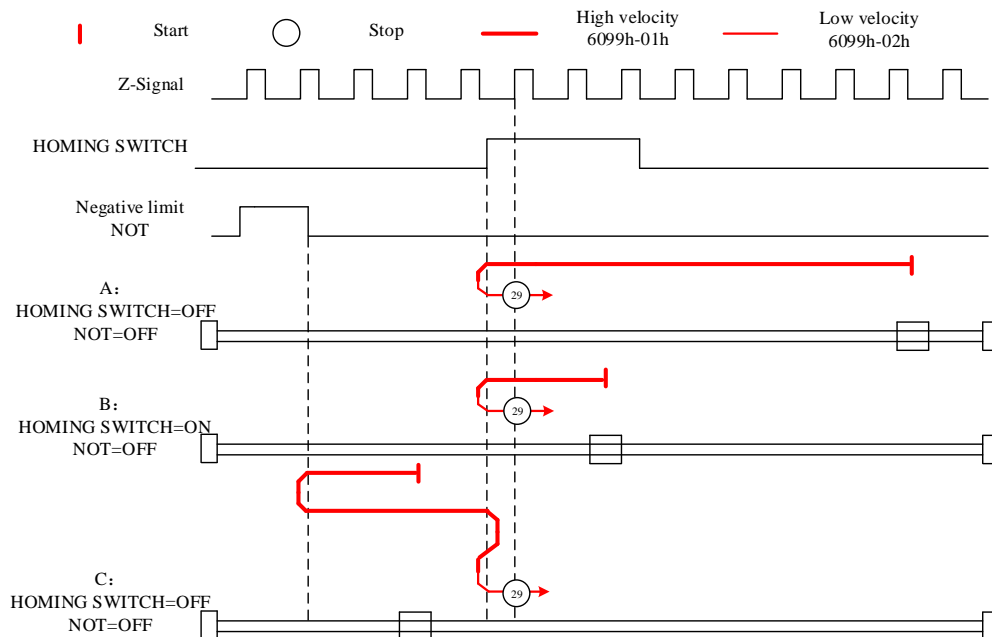 Start Stop High velocity 6099h-01h Low velocity 6099h-02h
Z-Signal
HOMING SWITCH
Negative limit
NOT
A：
HOMING SWITCH=OFF
NOT=OFF
29
B：
HOMING SWITCH=ON
NOT=OFF
29
C：
HOMING SWITCH=OFF
NOT=OFF
29